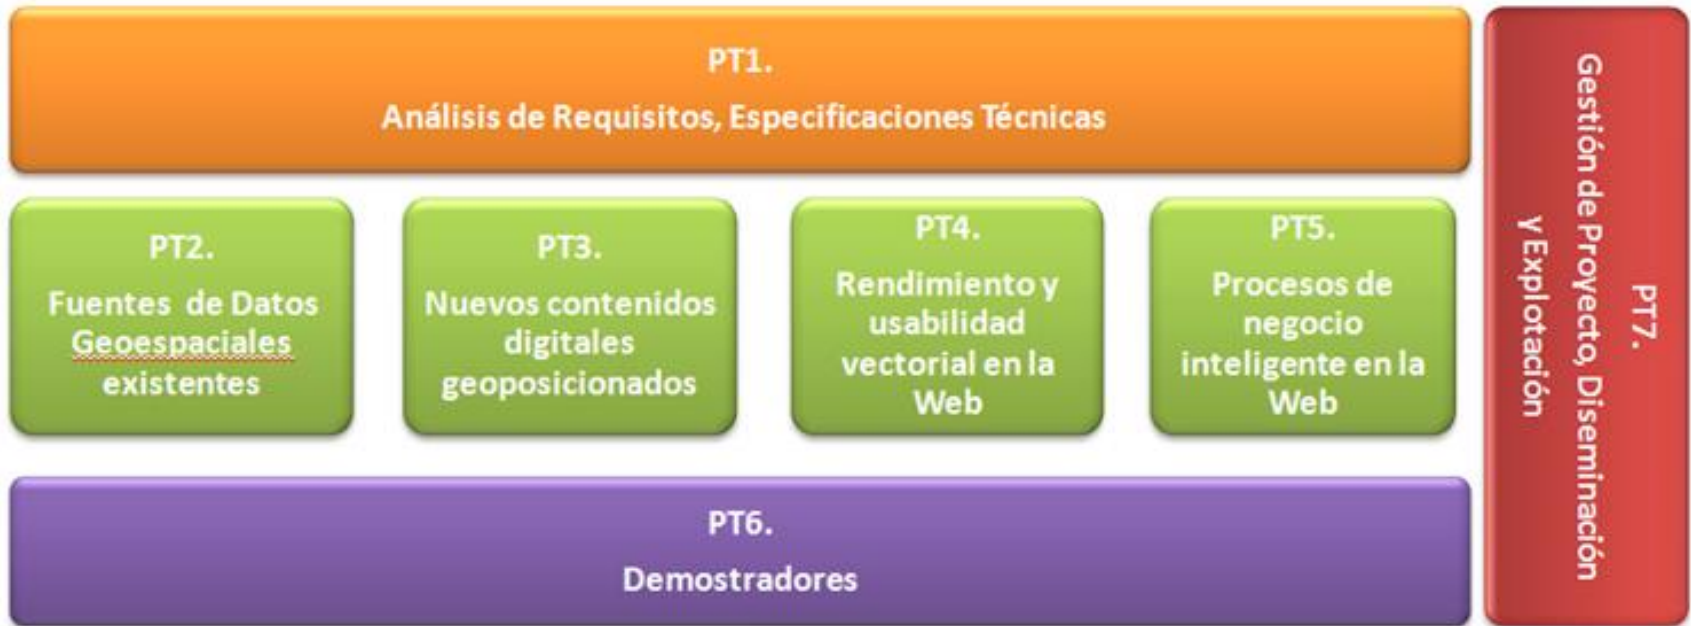 PT1.
Análisis de Requisitos, Especificaciones Técnicas
PT2.
Fuentes de Datos
Geoespaciales
existentes
PT3.
Nuevos contenidos
digitales
geoposicionados
PT4.
Rendimiento y
usabilidad
vectorial en la
Web
PT5.
Procesos de
negocio
inteligente en la
Web
PT6.
Demostradores
PT7.
Gestión de Proyecto, Diseminación
y Explotación